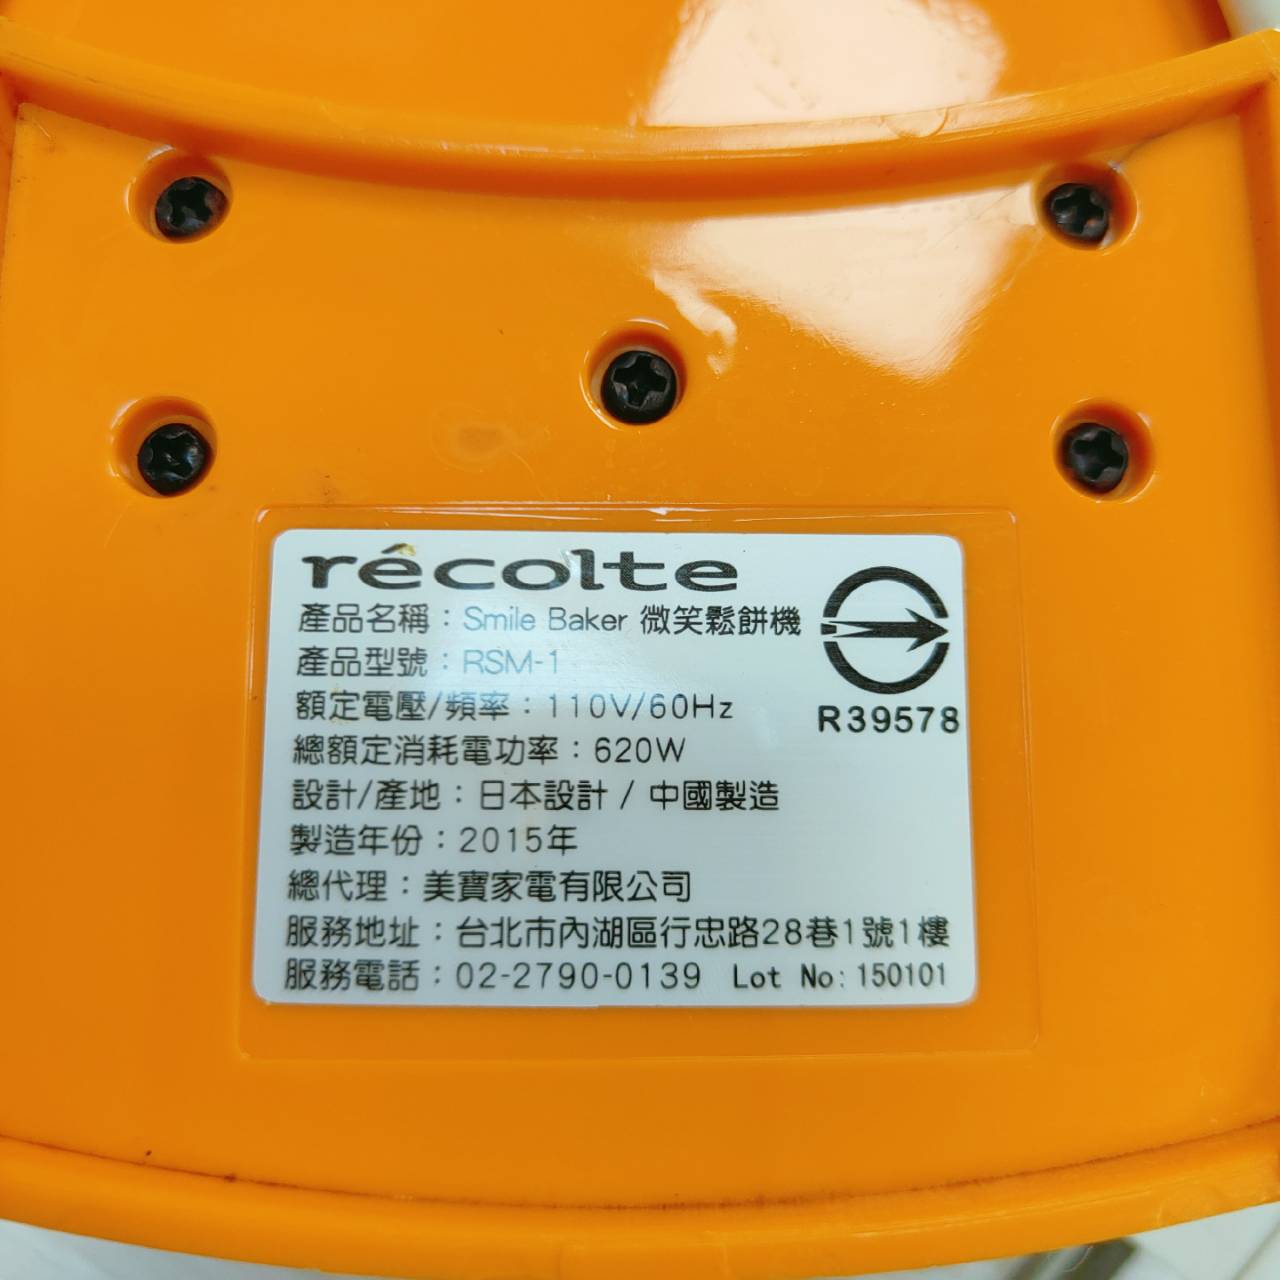 récolte
產品名稱：Smile Baker 微笑鬆餅機
產品型號：RSM-1
額定電壓/頻率：110V/60Hz
R39578
總額定消耗電功率：620W
設計/產地：日本設計 / 中國製造
製造年份：2015年
總代理：美寶家電有限公司
服務地址：台北市內湖區行忠路28巷1號1樓
服務電話：02-2790-0139 Lot No: 150101